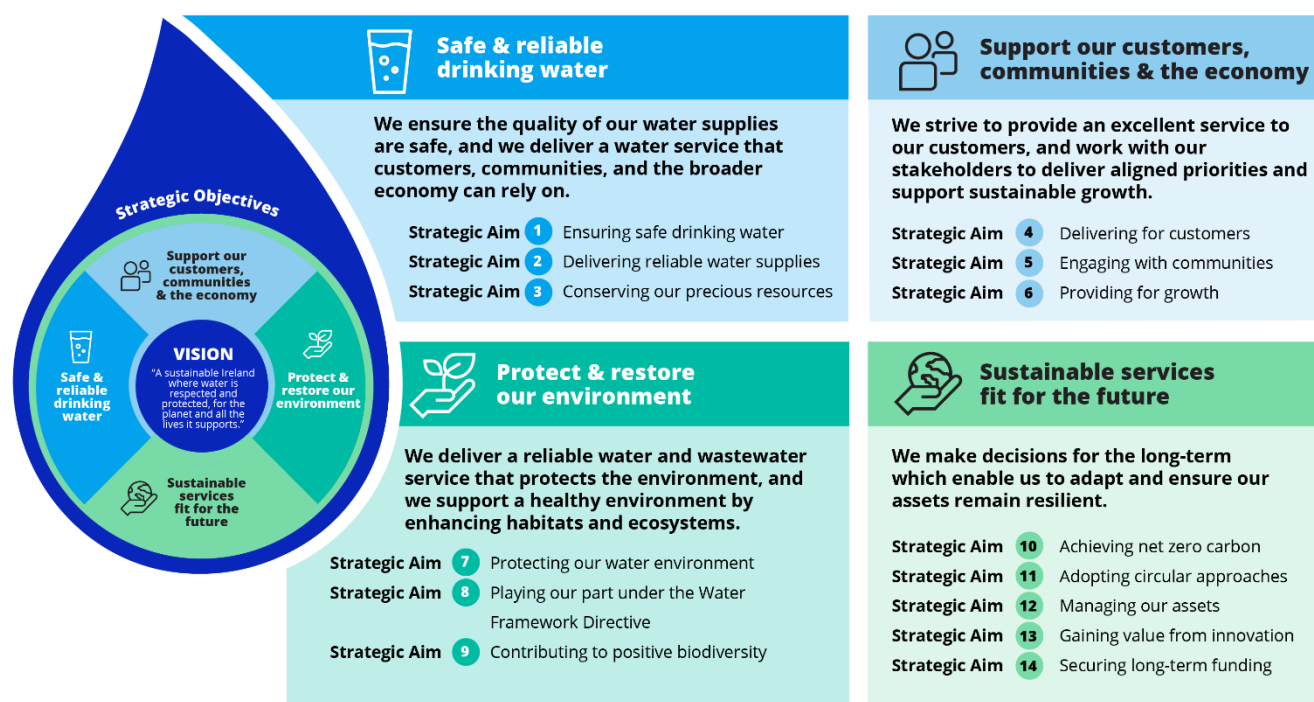 Strategic Objectives
Support our
customers,
communities
& the economy
Safe &
reliable
drinking
water
VISION
“A sustainable Ireland
where water is
respected and
protected, for the
planet and all the
lives it supports.”
Protect &
restore our
environment
Sustainable
services
fit for the
future
Safe & reliable
drinking water
We ensure the quality of our water supplies
are safe, and we deliver a water service that
customers, communities, and the broader
economy can rely on.
Strategic Aim 1 Ensuring safe drinking water
Strategic Aim 2 Delivering reliable water supplies
Strategic Aim 3 Conserving our precious resources
Support our customers,
communities & the economy
We strive to provide an excellent service to
our customers, and work with our
stakeholders to deliver aligned priorities and
support sustainable growth.
Strategic Aim 4 Delivering for customers
Strategic Aim 5 Engaging with communities
Strategic Aim 6 Providing for growth
Protect & restore
our environment
We deliver a reliable water and wastewater
service that protects the environment, and
we support a healthy environment by
enhancing habitats and ecosystems.
Strategic Aim 7 Protecting our water environment
Strategic Aim 8 Playing our part under the Water
Framework Directive
Strategic Aim 9 Contributing to positive biodiversity
Sustainable services
fit for the future
We make decisions for the long-term
which enable us to adapt and ensure our
assets remain resilient.
Strategic Aim 10 Achieving net zero carbon
Strategic Aim 11 Adopting circular approaches
Strategic Aim 12 Managing our assets
Strategic Aim 13 Gaining value from innovation
Strategic Aim 14 Securing long-term funding